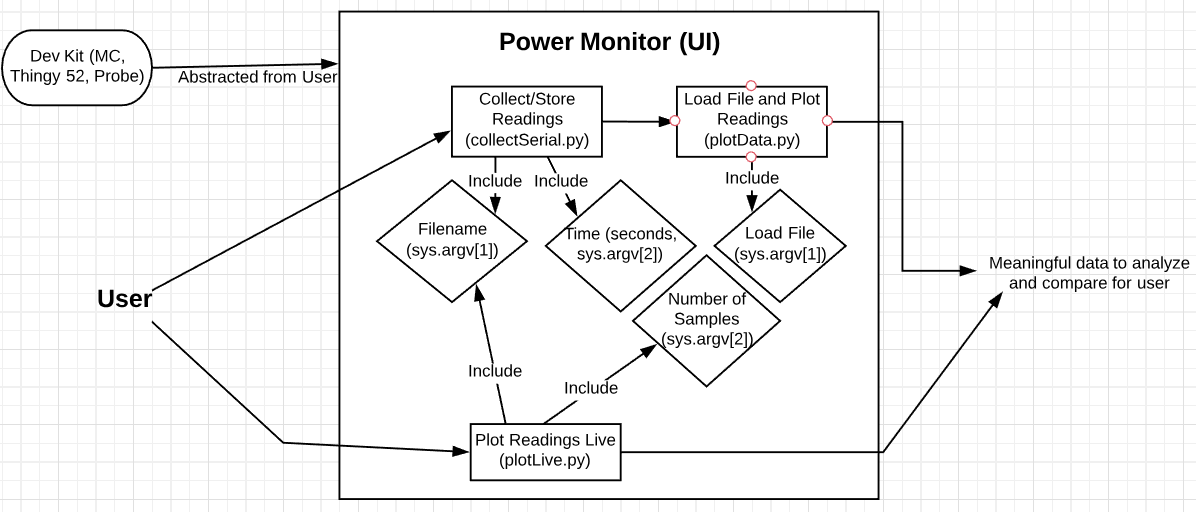 Power Monitor (UI)
Dev Kit (MC,
Thingy 52, Probe)
Abstracted from User
Collect/Store
Readings
(collectSerial.py)
Load File and Plot
Readings
(plotData.py)
Include
Include
Include
Filename
(sys.argv[1])
Time (seconds,
sys.argv[2])
Load File
(sys.argv[1])
Number of
Samples
(sys.argv[2])
User
Meaningful data to analyze
and compare for user
Include
Include
Plot Readings Live
(plotLive.py)